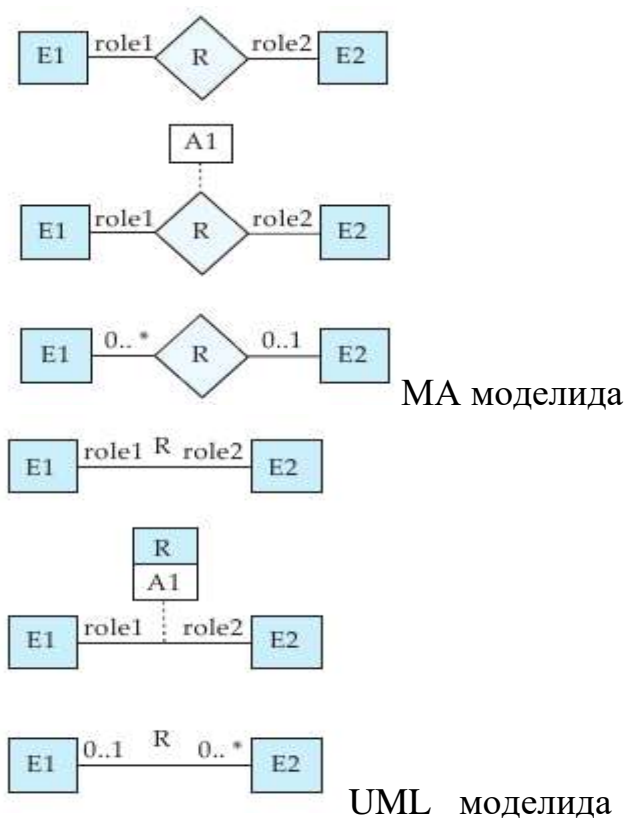 E1 role1 R role2 E2
A1
E1 role1 R role2 E2
E1 0.. * R 0..1 E2
МА моделида
E1 role1 R role2 E2
R
A1
E1 role1 role2 E2
E1 0..1 R 0.. * E2
UML моделида